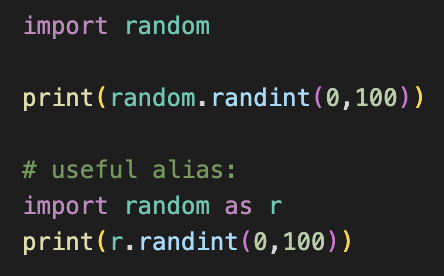 import random
print(random.randint(0,100))
# useful alias:
import random as r
print(r.randint(0,100))